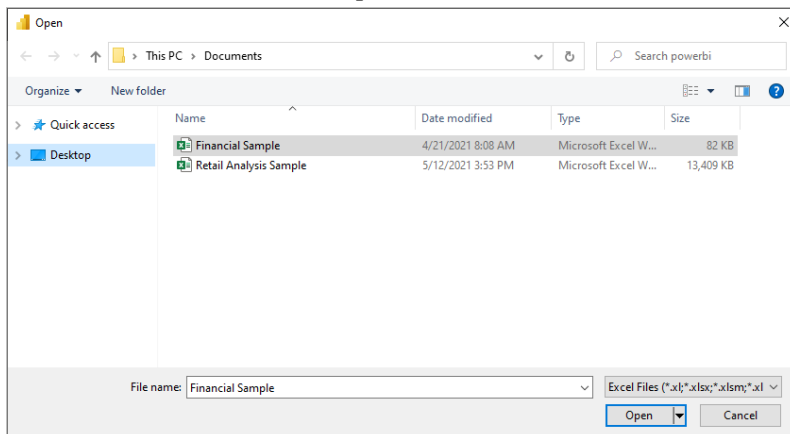 Open
This PC > Documents
Search powerbi
Organize New folder
Name Date modified Type Size
Quick access
Desktop
Financial Sample 4/21/2021 8:08 AM Microsoft Excel W... 82 KB
Retail Analysis Sample 5/12/2021 3:53 PM Microsoft Excel W... 13,409 KB
File name: Financial Sample Excel Files (*.xl;*.xlsx;*.xlsm;*.xl
Open Cancel